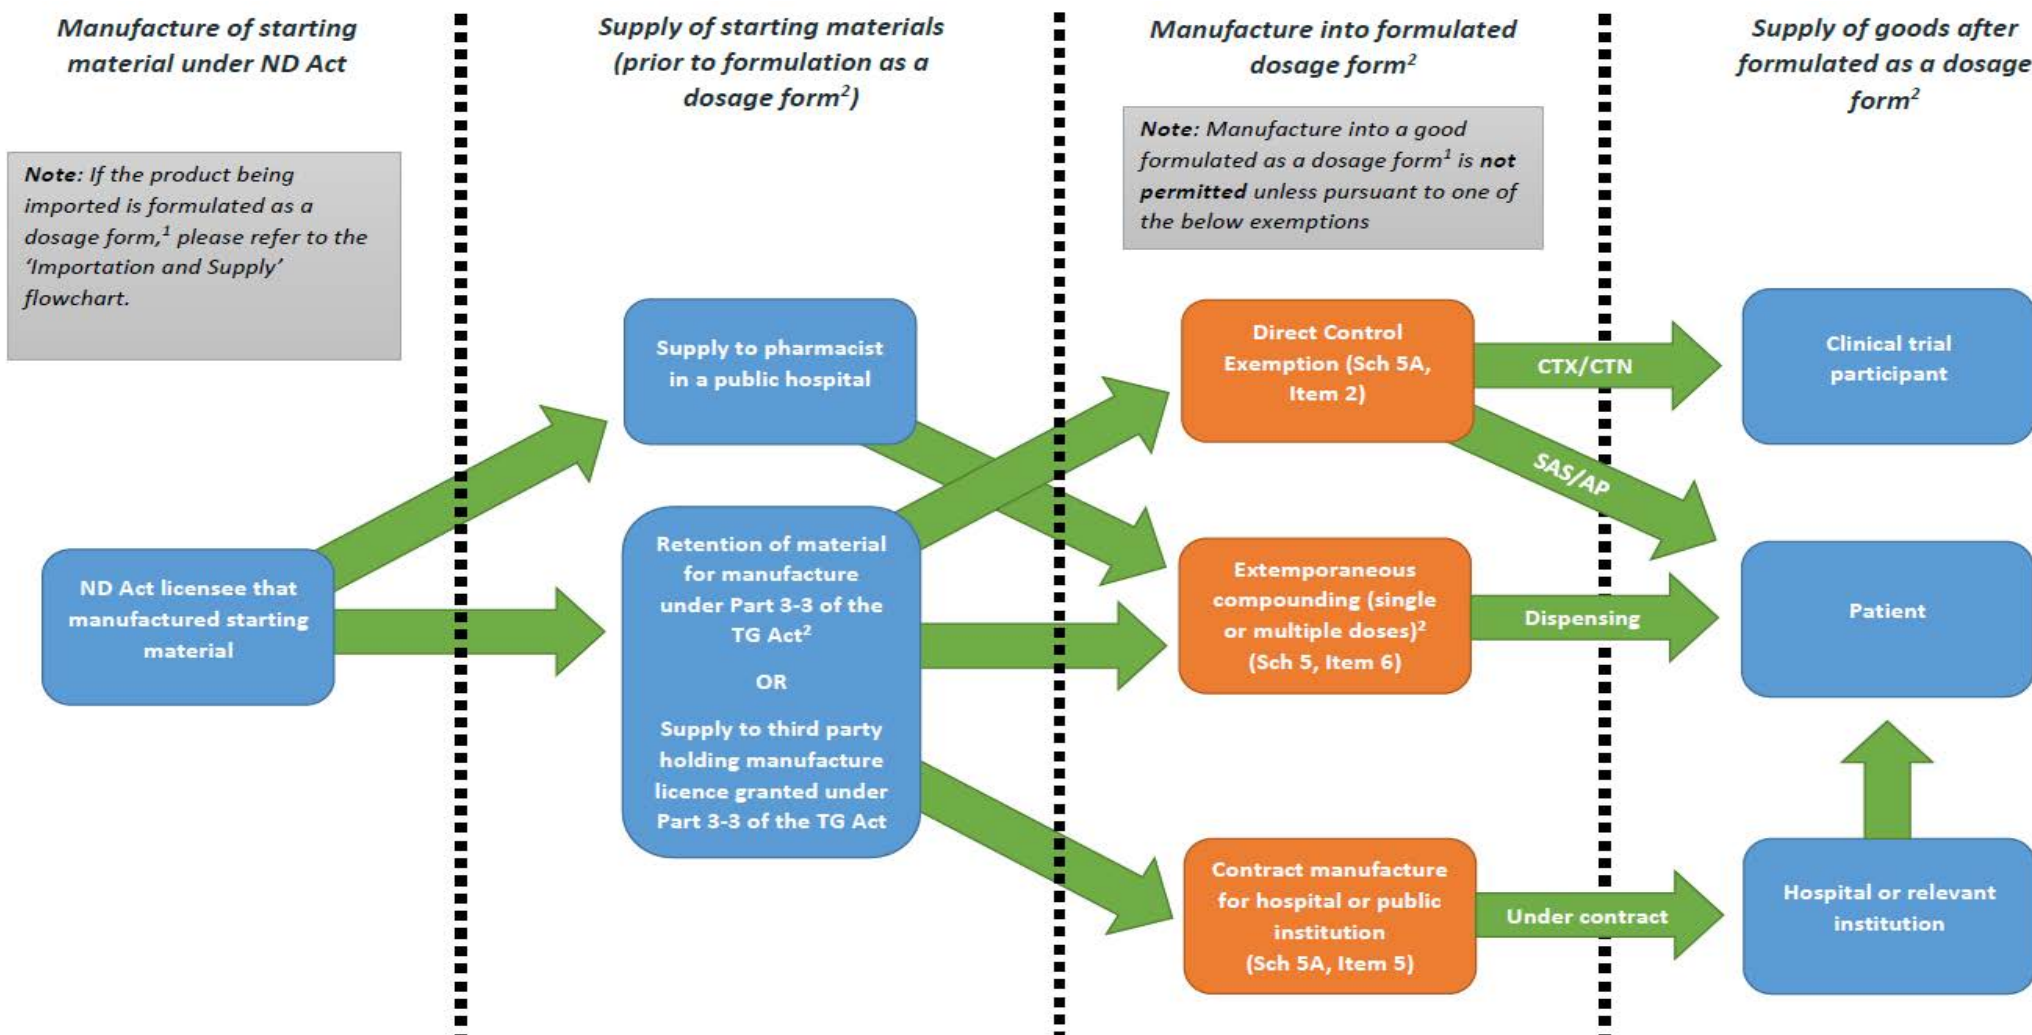 Manufacture of starting
material under ND Act
Note: If the product being
imported is formulated as a
dosage form,¹ please refer to the
‘Importation and Supply’
flowchart.
ND Act licensee that
manufactured starting
material
Supply of starting materials
(prior to formulation as a
dosage form²)
Supply to pharmacist
in a public hospital
Retention of material
for manufacture
under Part 3-3 of the
TG Act²
OR
Supply to third party
holding manufacture
licence granted under
Part 3-3 of the TG Act
Manufacture into formulated
dosage form²
Note: Manufacture into a good
formulated as a dosage form¹ is not
permitted unless pursuant to one of
the below exemptions
Direct Control
Exemption (Sch 5A,
Item 2)
Extemporaneous
compounding (single
or multiple doses)²
(Sch 5, Item 6)
Contract manufacture
for hospital or public
institution
(Sch 5A, Item 5)
CTX/CTN
SAS/AP
Dispensing
Under contract
Supply of goods after
formulated as a dosage
form²
Clinical trial
participant
Patient
Hospital or relevant
institution